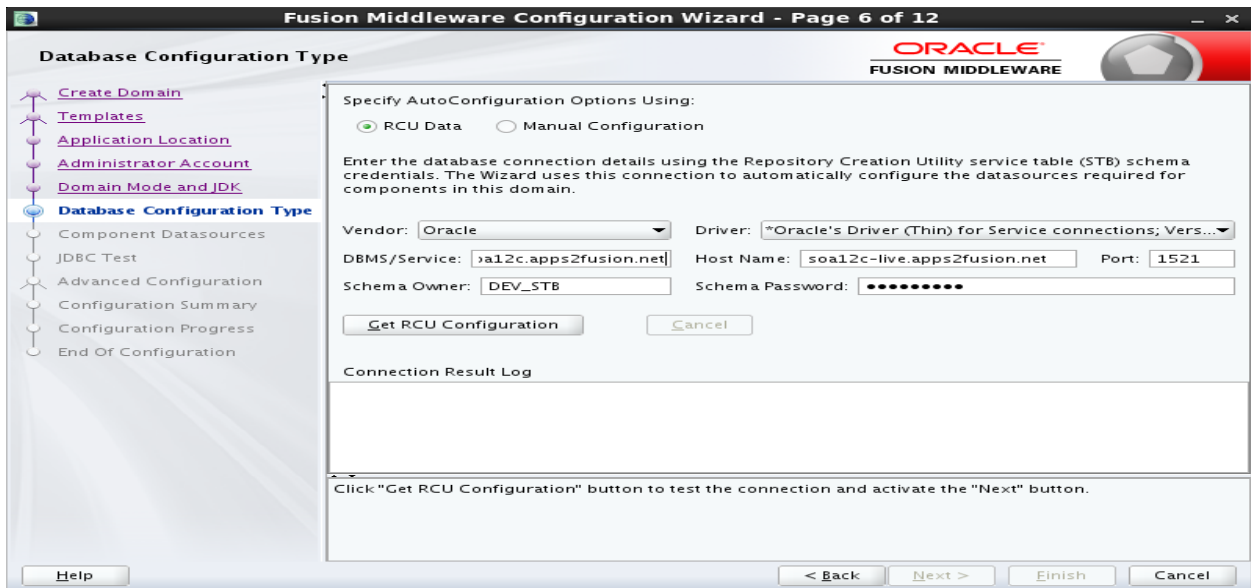 Fusion Middleware Configuration Wizard - Page 6 of 12
Database Configuration Type
ORACLE
FUSION MIDDLEWARE
Create Domain
Templates
Application Location
Administrator Account
Domain Mode and JDK
Database Configuration Type
Component Datasources
JDBC Test
Advanced Configuration
Configuration Summary
Configuration Progress
End Of Configuration
Specify AutoConfiguration Options Using:
RCU Data Manual Configuration
Enter the database connection details using the Repository Creation Utility service table (STB) schema
credentials. The Wizard uses this connection to automatically configure the datasources required for
components in this domain.
Vendor: Oracle Driver: *Oracle's Driver (Thin) for Service connections; Vers...
DBMS/Service: a12c.apps2fusion.net Host Name: soa12c-live.apps2fusion.net Port: 1521
Schema Owner: DEV_STB Schema Password: •••••••••
Get RCU Configuration Cancel
Connection Result Log
Click "Get RCU Configuration" button to test the connection and activate the "Next" button.
Help < Back Next > Finish Cancel